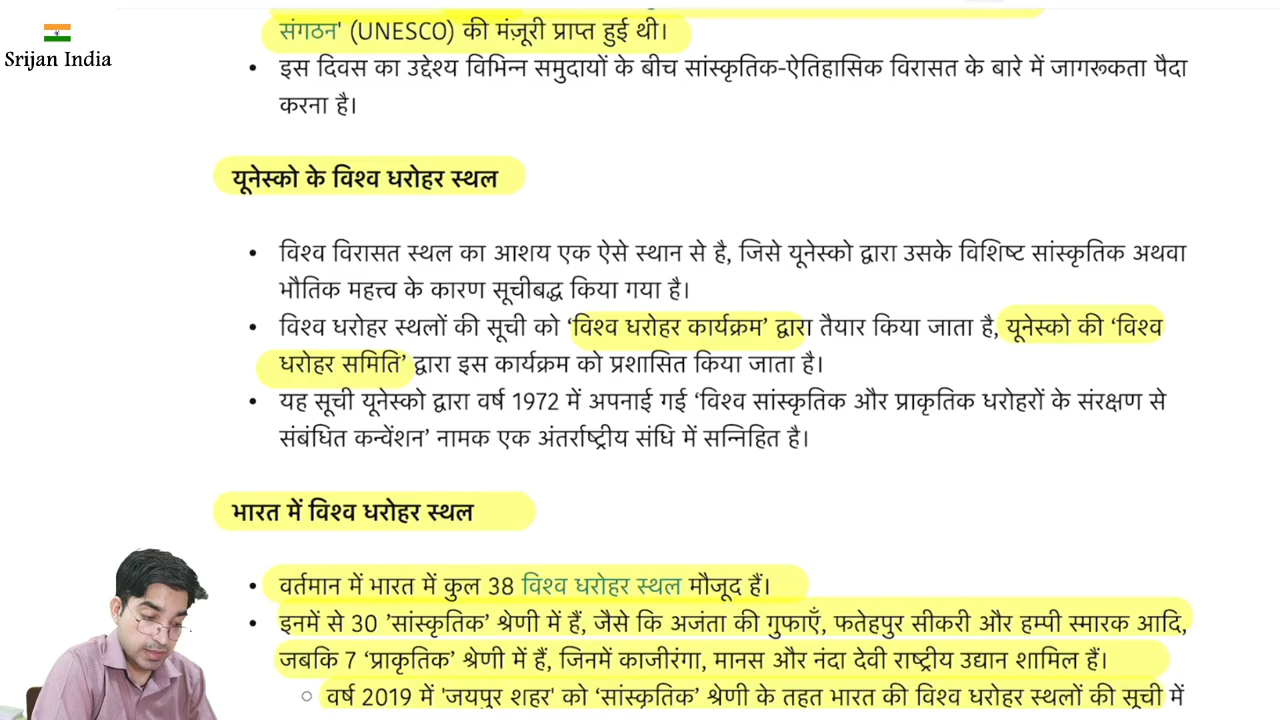 Srijan India
संगठन' (UNESCO) की मंज़ूरी प्राप्त हुई थी।
• इस दिवस का उद्देश्य विभिन्न समुदायों के बीच सांस्कृतिक-ऐतिहासिक विरासत के बारे में जागरूकता पैदा
करना है।
यूनेस्को के विश्व धरोहर स्थल
• विश्व विरासत स्थल का आशय एक ऐसे स्थान से है, जिसे यूनेस्को द्वारा उसके विशिष्ट सांस्कृतिक अथवा
भौतिक महत्त्व के कारण सूचीबद्ध किया गया है।
• विश्व धरोहर स्थलों की सूची को ‘विश्व धरोहर कार्यक्रम’ द्वारा तैयार किया जाता है, यूनेस्को की ‘विश्व
धरोहर समिति’ द्वारा इस कार्यक्रम को प्रशासित किया जाता है।
• यह सूची यूनेस्को द्वारा वर्ष 1972 में अपनाई गई ‘विश्व सांस्कृतिक और प्राकृतिक धरोहरों के संरक्षण से
संबंधित कन्वेंशन’ नामक एक अंतर्राष्ट्रीय संधि में सन्निहित है।
भारत में विश्व धरोहर स्थल
• वर्तमान में भारत में कुल 38 विश्व धरोहर स्थल मौजूद हैं।
• इनमें से 30 ’सांस्कृतिक’ श्रेणी में हैं, जैसे कि अजंता की गुफाएँ, फतेहपुर सीकरी और हम्पी स्मारक आदि,
जबकि 7 ‘प्राकृतिक’ श्रेणी में हैं, जिनमें काजीरंगा, मानस और नंदा देवी राष्ट्रीय उद्यान शामिल हैं।
○ वर्ष 2019 में 'जयपुर शहर' को ‘सांस्कृतिक’ श्रेणी के तहत भारत की विश्व धरोहर स्थलों की सूची में